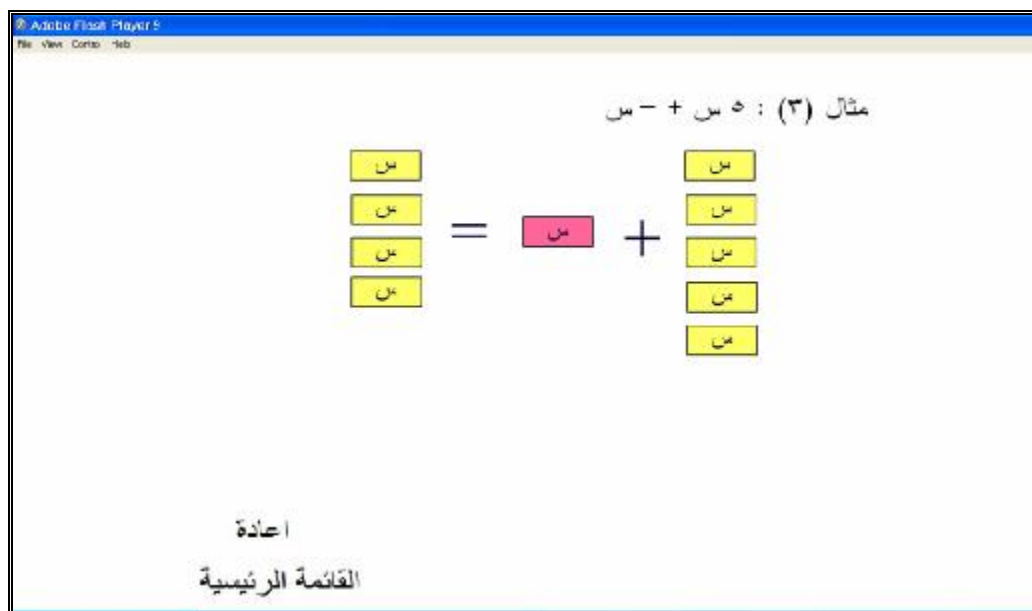 Adobe Flash Player 9
File View Control Help
مثال (٣) : ٥ س + – س
س س
س س
س = س + س
س س
س
اعادة
القائمة الرئيسية